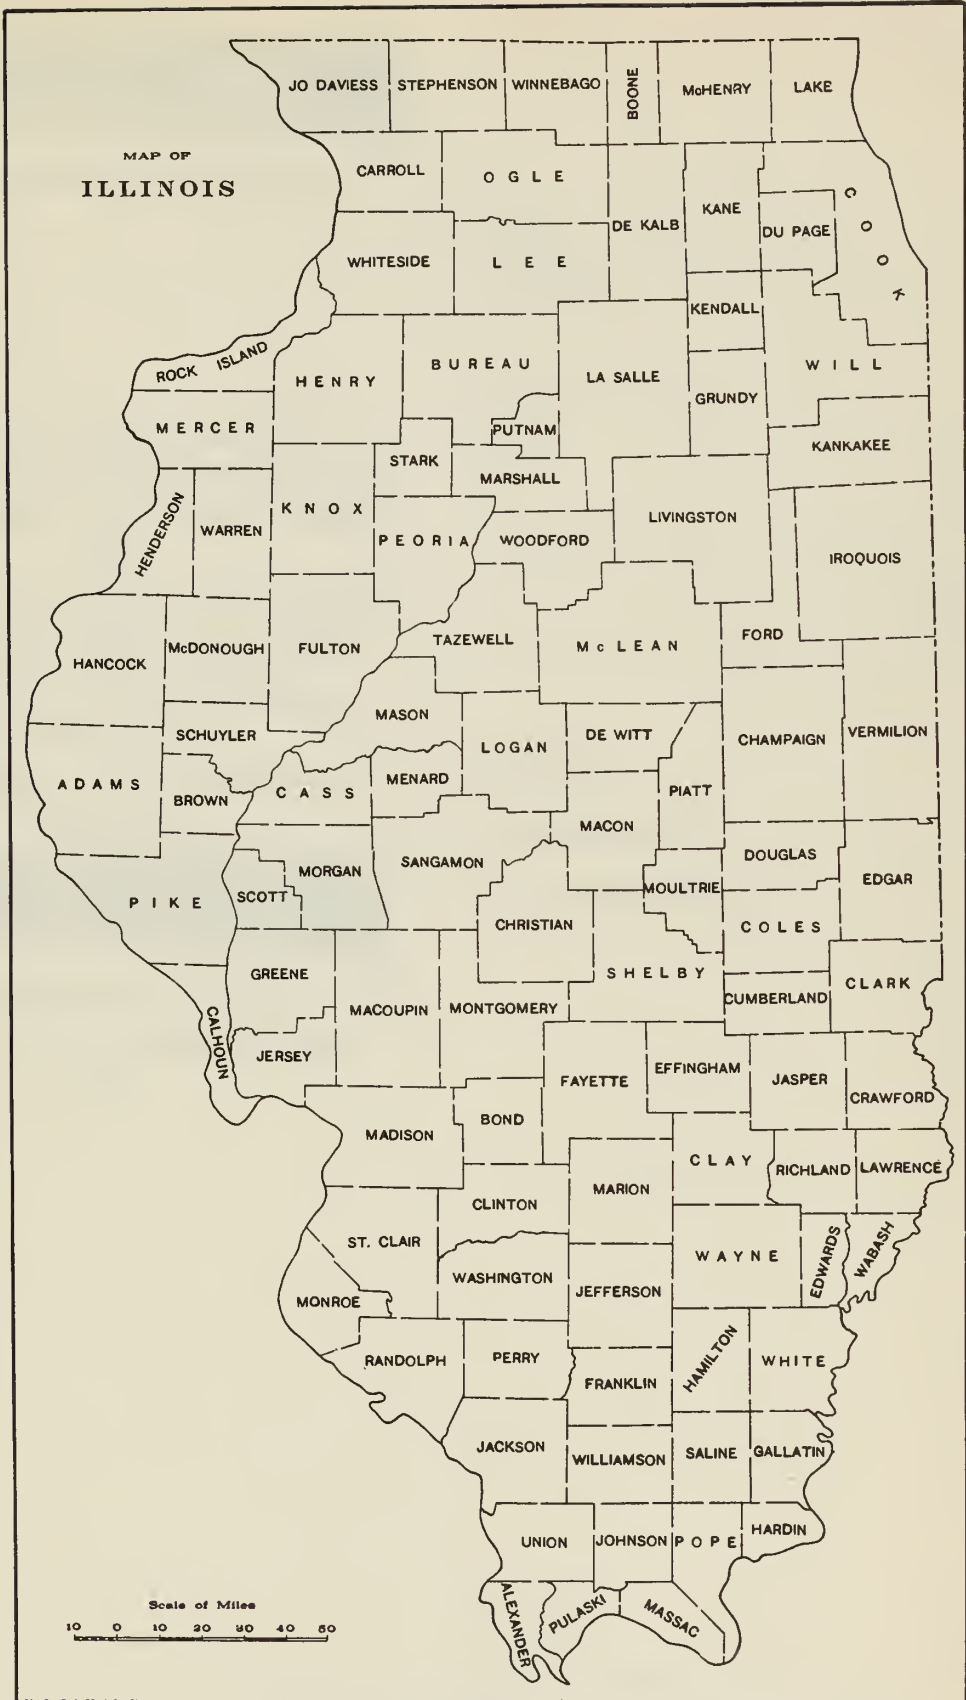 MAP OF
ILLINOIS
JO DAVIESS
STEPHENSON
WINNEBAGO
BOONE
McHENRY
LAKE
CARROLL
OGLE
DE KALB
KANE
COOK
DU PAGE
WHITESIDE
LEE
KENDALL
ROCK ISLAND
HENRY
BUREAU
LA SALLE
WILL
GRUNDY
MERCER
PUTNAM
KANKAKEE
STARK
MARSHALL
HENDERSON
WARREN
KNOX
PEORIA
WOODFORD
LIVINGSTON
IROQUOIS
HANCOCK
McDONOUGH
FULTON
TAZEWELL
McLEAN
FORD
MASON
SCHUYLER
LOGAN
DE WITT
CHAMPAIGN
VERMILION
ADAMS
BROWN
CASS
MENARD
PIATT
MACON
DOUGLAS
EDGAR
PIKE
SCOTT
MORGAN
SANGAMON
MOULTRIE
CHRISTIAN
COLES
GREENE
SHELBY
CLARK
CUMBERLAND
MACOUPIN
MONTGOMERY
CALHOUN
JERSEY
FAYETTE
EFFINGHAM
JASPER
CRAWFORD
MADISON
BOND
CLAY
RICHLAND
LAWRENCE
MARION
CLINTON
ST. CLAIR
WAYNE
EDWARDS
WABASH
WASHINGTON
JEFFERSON
MONROE
RANDOLPH
PERRY
HAMILTON
WHITE
FRANKLIN
JACKSON
WILLIAMSON
SALINE
GALLATIN
UNION
JOHNSON
POPE
HARDIN
ALEXANDER
PULASKI
MASSAC
Scale of Miles
10 0 10 20 30 40 50